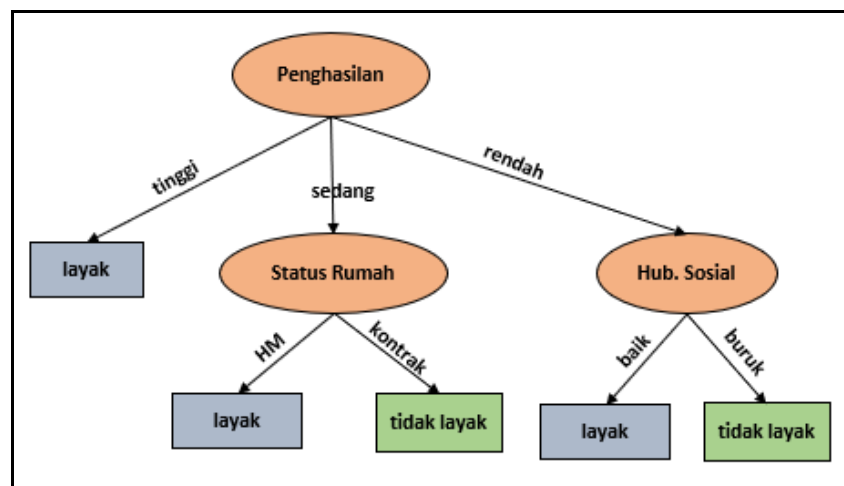 Penghasilan
tinggi
sedang
rendah
layak
Status Rumah
Hub. Sosial
HM
kontrak
baik
buruk
layak
tidak layak
layak
tidak layak